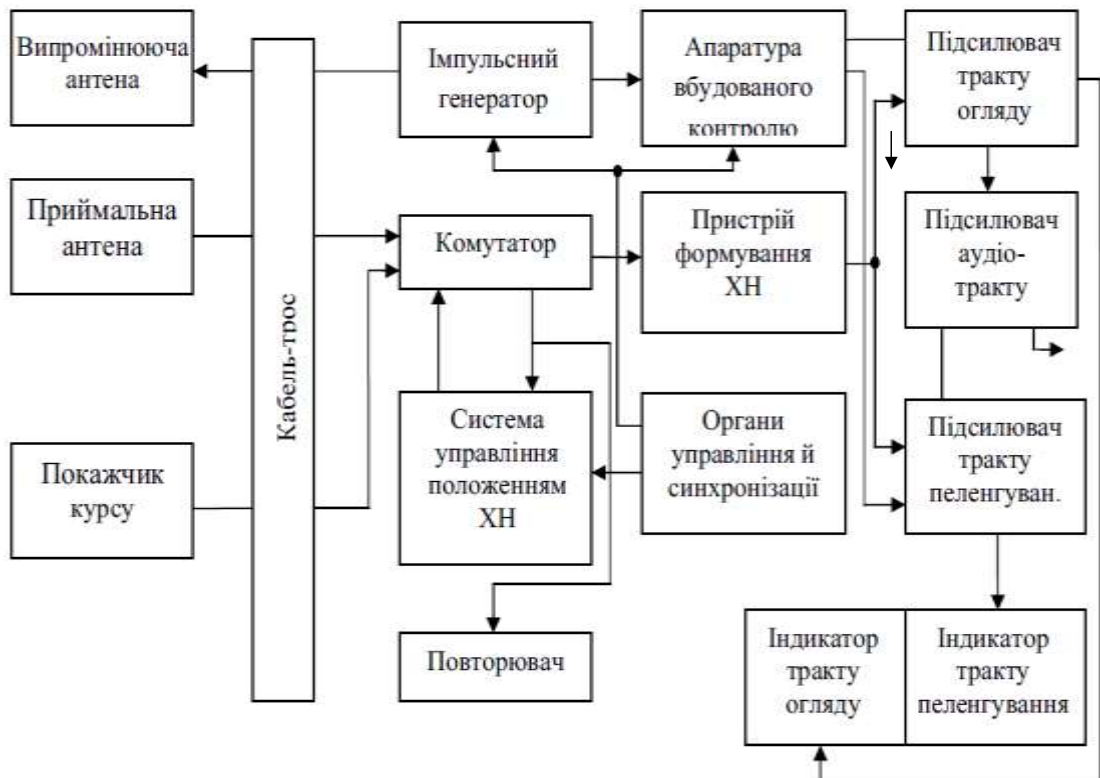 Випромінююча
антена
Імпульсний
генератор
Апаратура
вбудованого
контролю
Підсилювач
тракту
огляду
Приймальна
антена
Комутатор
Пристрій
формування
ХН
Підсилювач
аудіо-
тракту
Кабель-трос
Покажчик
курсу
Система
управління
положенням
ХН
Органи
управління й
синхронізації
Підсилювач
тракту
пеленгуван.
Повторювач
Індикатор
тракту
огляду
Індикатор
тракту
пеленгування